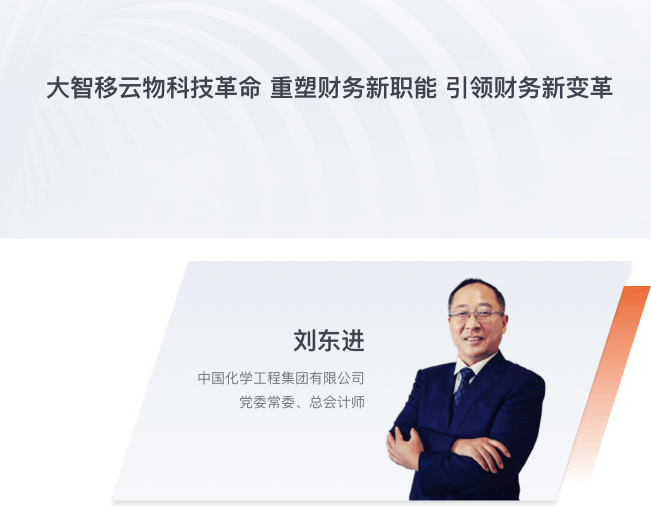 大智移云物科技革命 重塑财务新职能 引领财务新变革
刘东进
中国化学工程集团有限公司
党委常委、总会计师